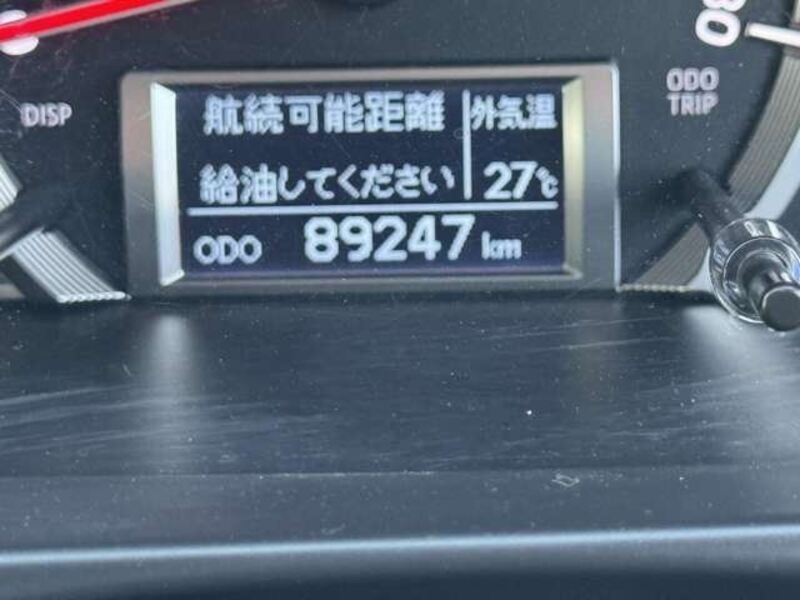 DISP
航続可能距離
外気温
給油してください
27℃
ODO 89247 km
ODO
TRIP